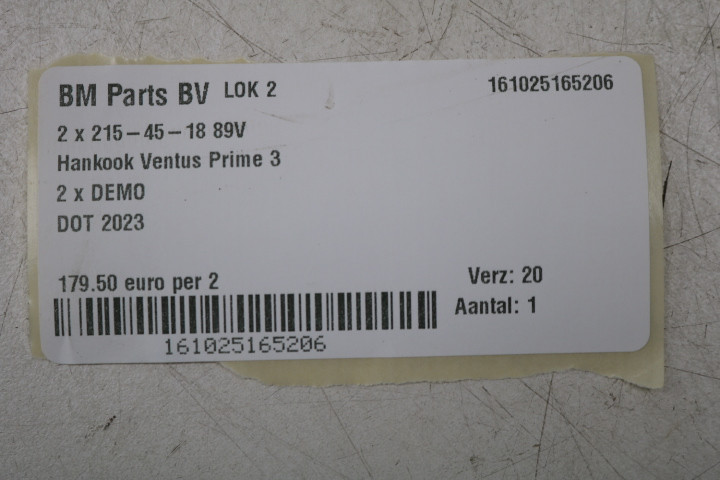 BM Parts BV LOK 2 161025165206
2 x 215-45-18 89V
Hankook Ventus Prime 3
2 x DEMO
DOT 2023
179.50 euro per 2 Verz: 20
Aantal: 1
161025165206